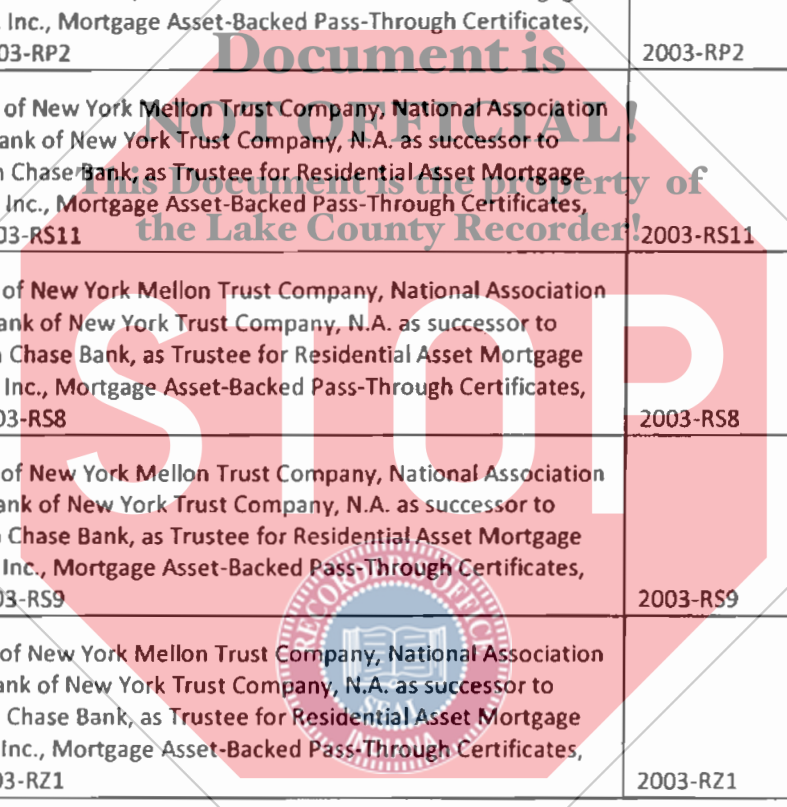 Inc., Mortgage Asset-Backed Pass-Through Certificates,
03-RP2 2003-RP2
Document is
NOT OFFICIAL!
This Document is the property of
the Lake County Recorder!
of New York Mellon Trust Company, National Association
ank of New York Trust Company, N.A. as successor to
Chase Bank, as Trustee for Residential Asset Mortgage
Inc., Mortgage Asset-Backed Pass-Through Certificates,
03-RS11 2003-RS11
STOP
of New York Mellon Trust Company, National Association
ank of New York Trust Company, N.A. as successor to
Chase Bank, as Trustee for Residential Asset Mortgage
Inc., Mortgage Asset-Backed Pass-Through Certificates,
03-RS8 2003-RS8
of New York Mellon Trust Company, National Association
ank of New York Trust Company, N.A. as successor to
Chase Bank, as Trustee for Residential Asset Mortgage
Inc., Mortgage Asset-Backed Pass-Through Certificates,
03-RS9 2003-RS9
RECORDER'S OFFICE
SEAL
INDIANA
of New York Mellon Trust Company, National Association
ank of New York Trust Company, N.A. as successor to
Chase Bank, as Trustee for Residential Asset Mortgage
Inc., Mortgage Asset-Backed Pass-Through Certificates,
03-RZ1 2003-RZ1